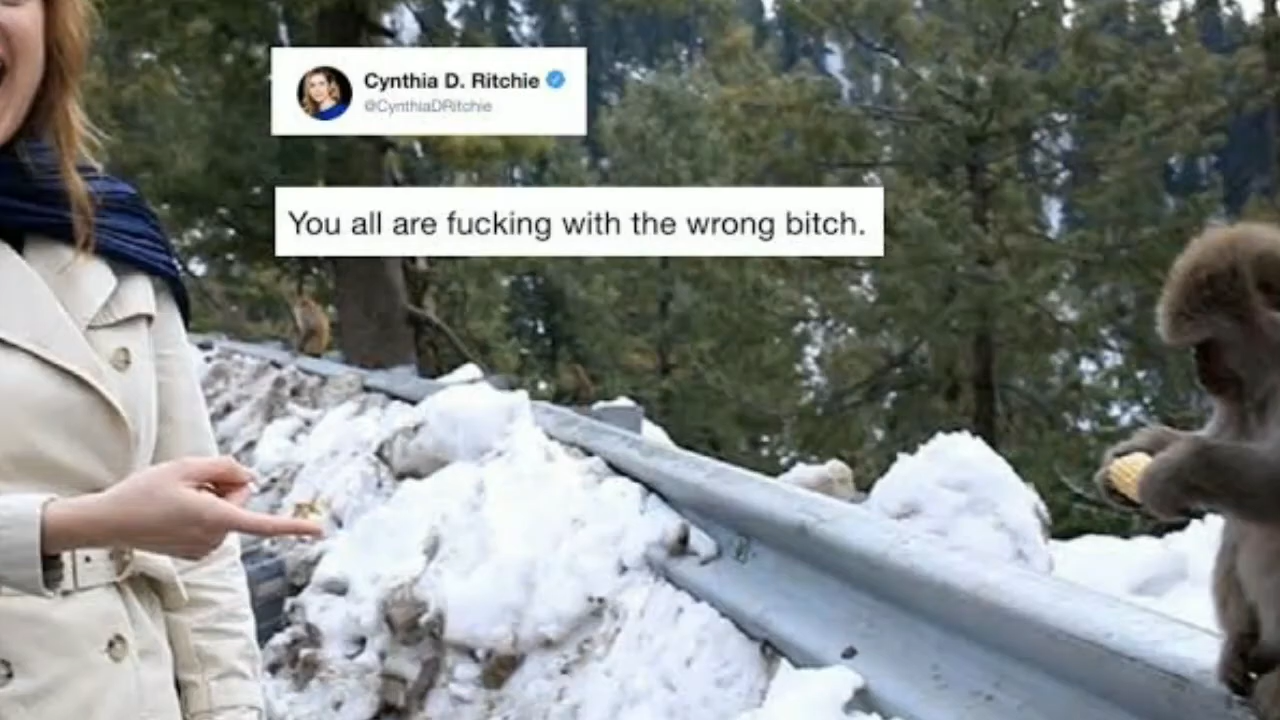 Cynthia D. Ritchie
@CynthiaDRitchie
You all are fucking with the wrong bitch.